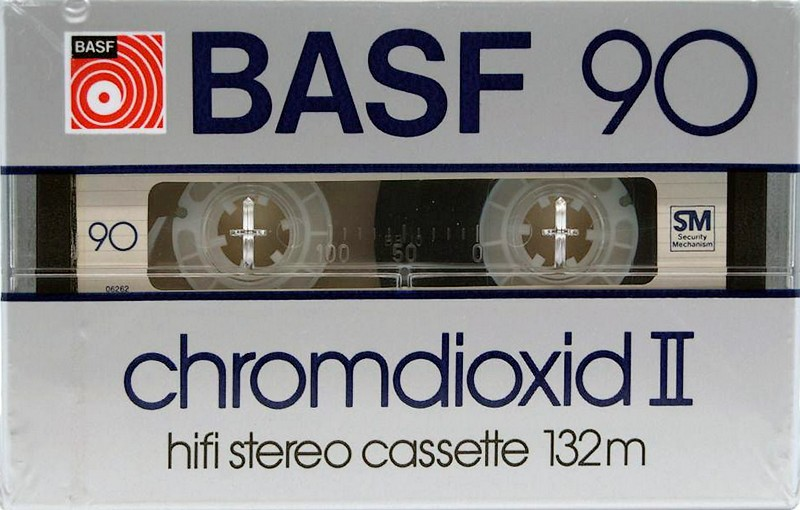 BASF
BASF 90
90
SM
Security
Mechanism
100 50 0
06262
chromdioxid II
hifi stereo cassette 132m